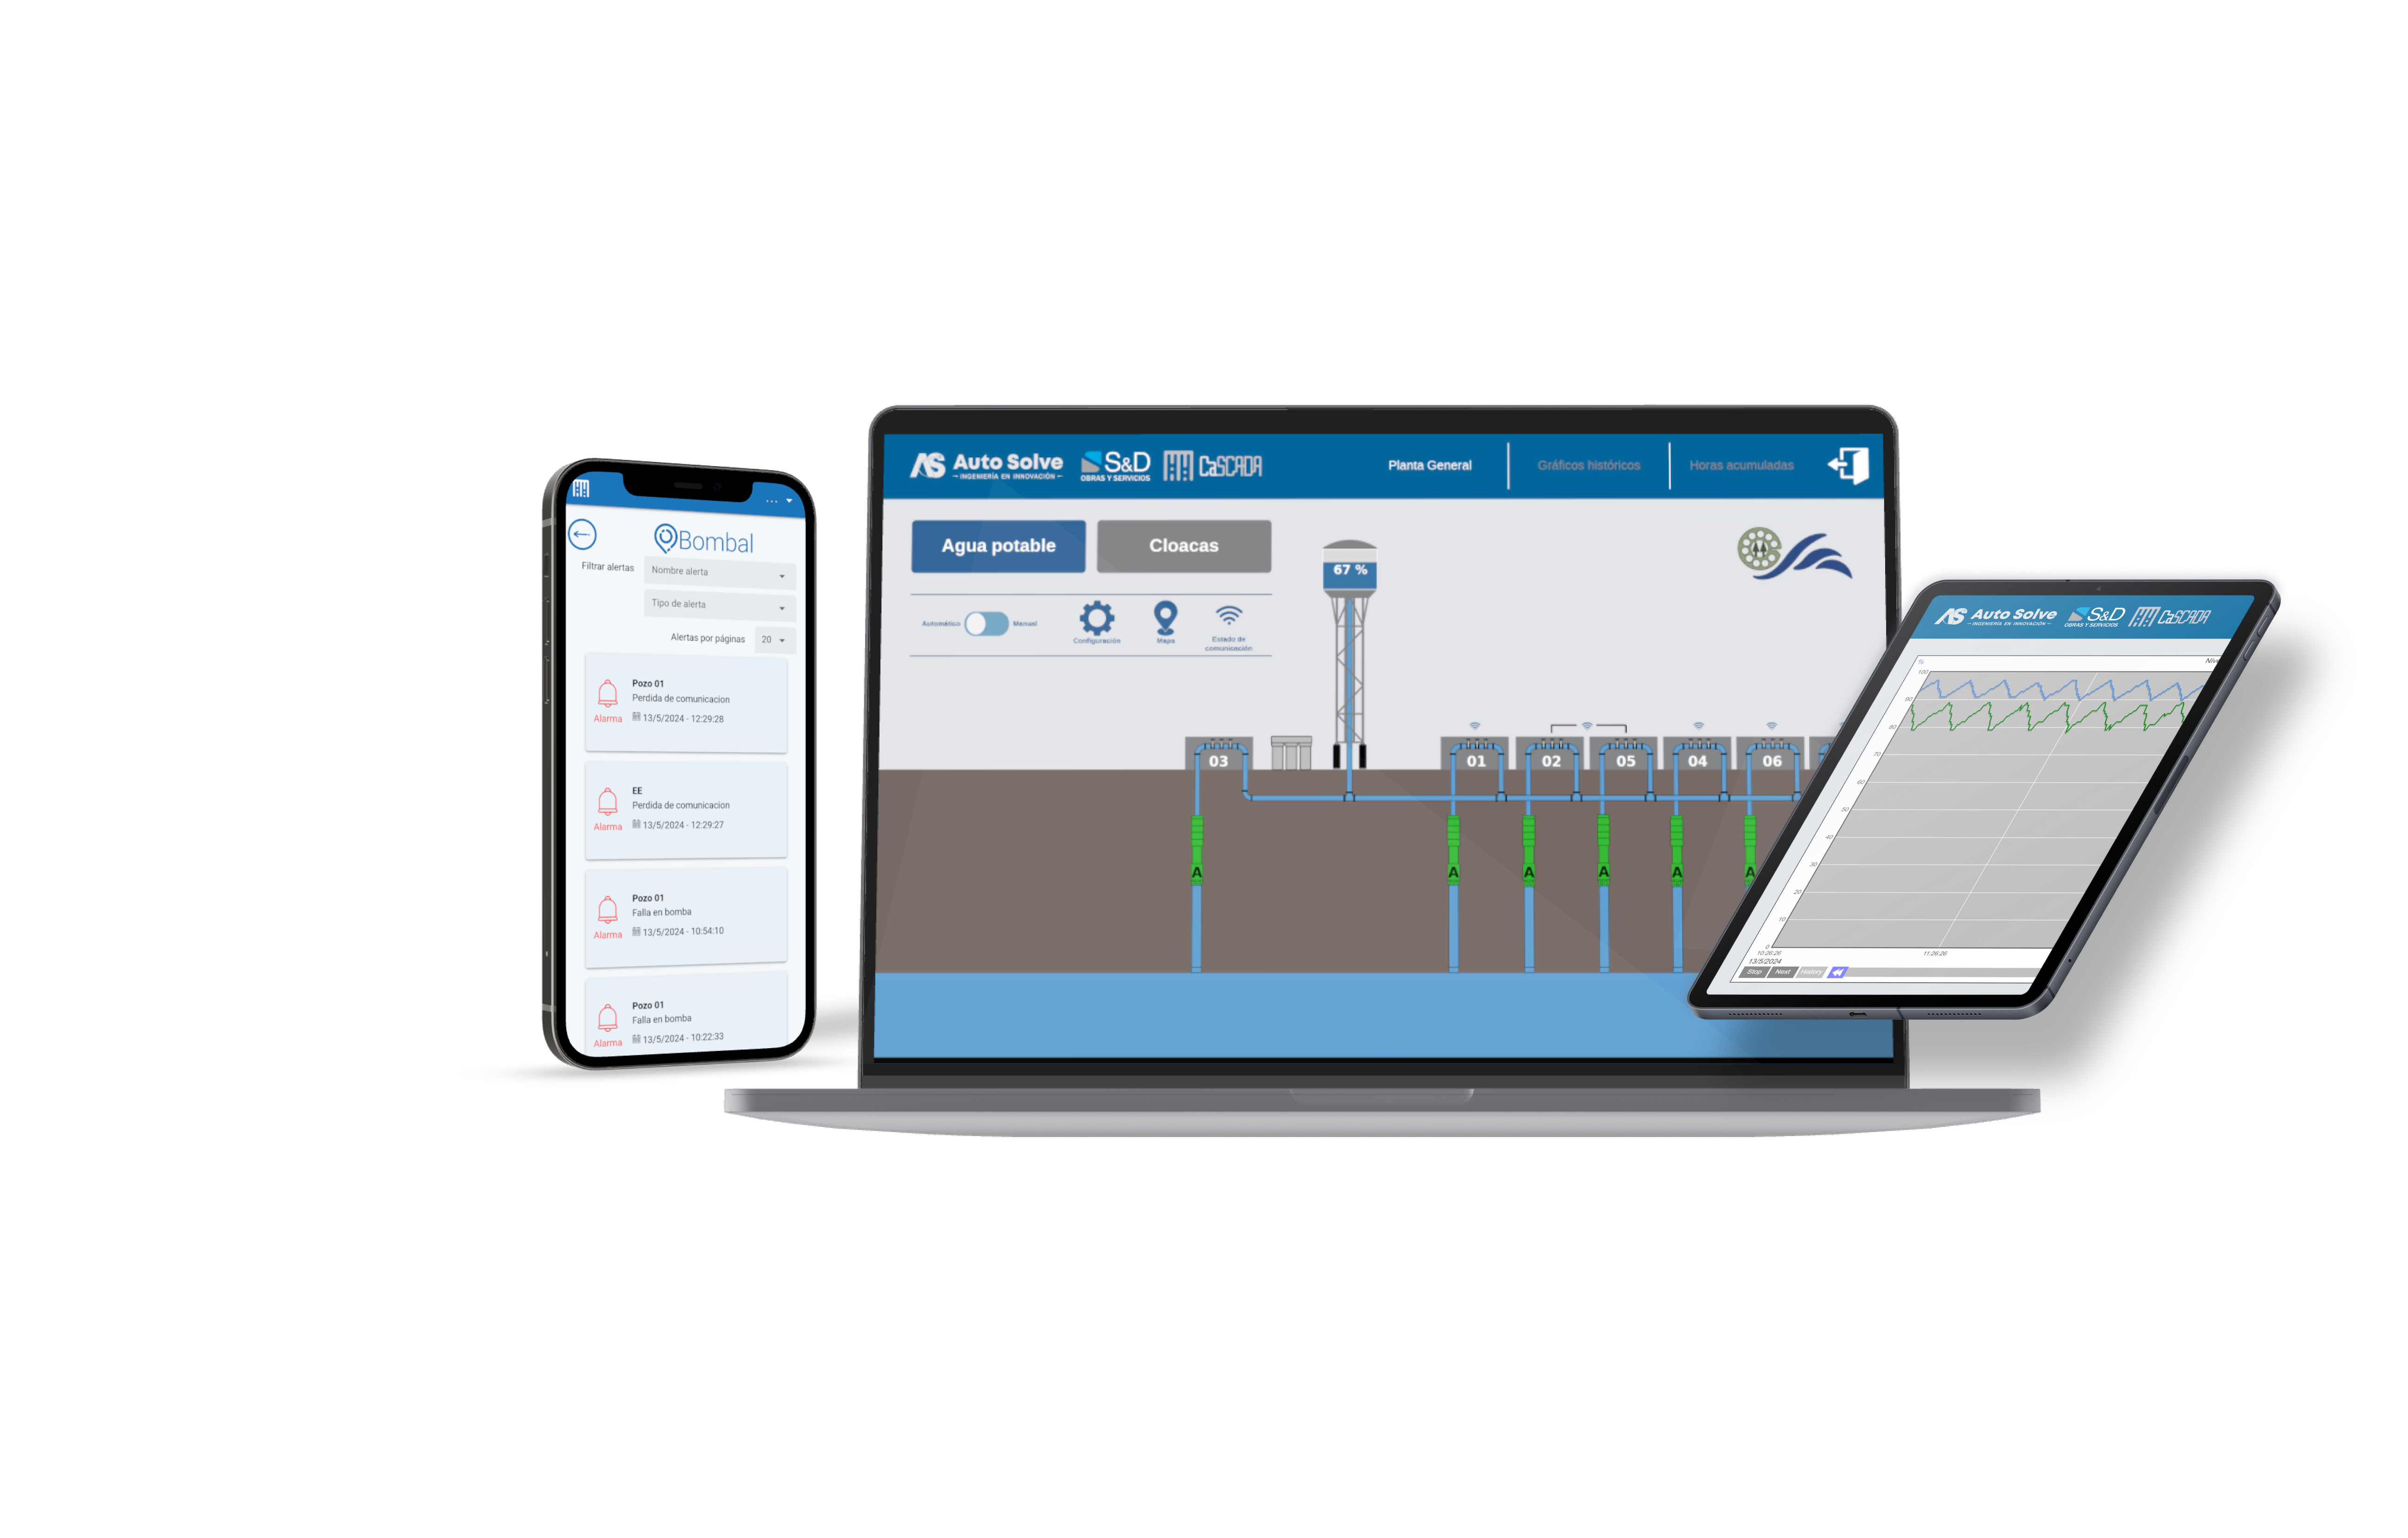 Bombal
Filtrar alertas
Nombre alerta
Tipo de alerta
Alertas por páginas
20
Pozo 01
Perdida de comunicacion
Alarma
13/5/2024 - 12:29:28
EE
Perdida de comunicacion
Alarma
13/5/2024 - 12:29:27
Pozo 01
Falla en bomba
Alarma
13/5/2024 - 10:54:10
Pozo 01
Falla en bomba
Alarma
13/5/2024 - 10:22:33
AS Auto Solve
INGENIERÍA EN INNOVACIÓN
S&D
OBRAS Y SERVICIOS
CaSCADA
Planta General
Gráficos históricos
Horas acumuladas
Agua potable
Cloacas
Automático
Manual
Configuración
Mapa
Estado de
comunicación
67 %
03
01
02
05
04
06
A
A
A
A
A
A
AS Auto Solve
INGENIERÍA EN INNOVACIÓN
S&D
OBRAS Y SERVICIOS
CaSCADA
%
100
90
80
70
60
50
40
30
20
10
0
10:26:26
13/5/2024
11:26:26
Stop
Next
History